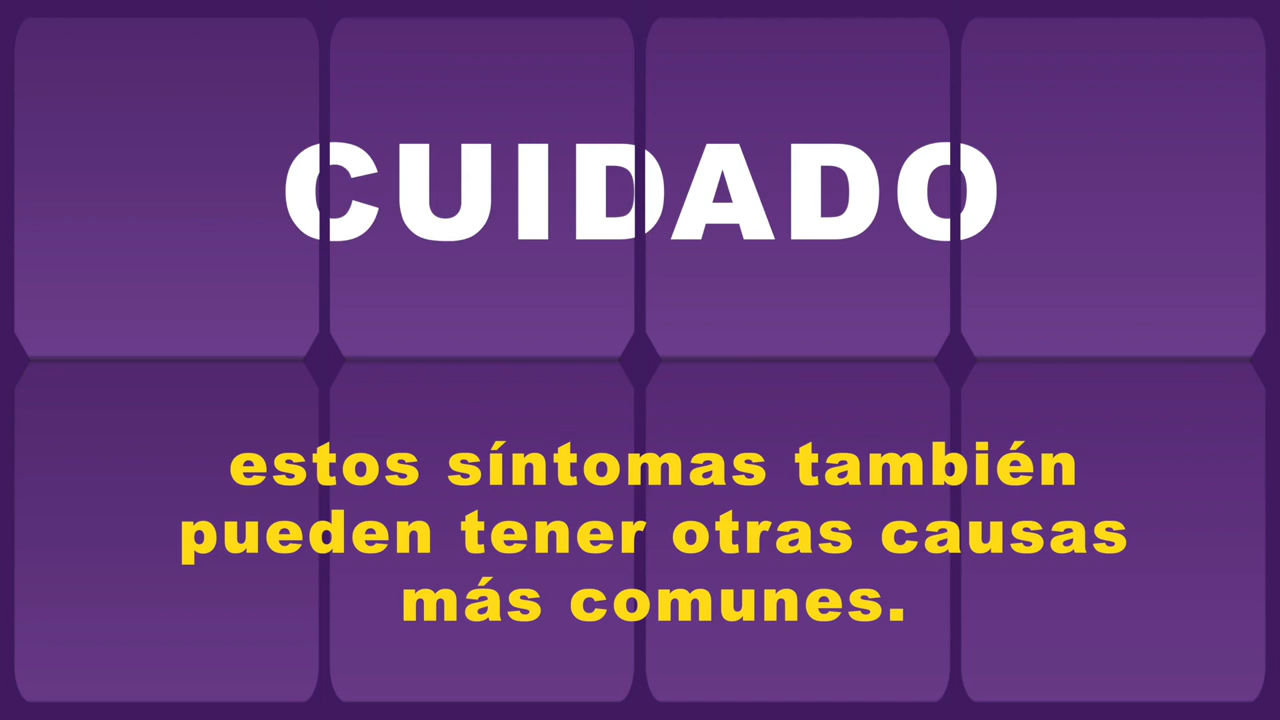 CUIDADO
estos síntomas también
pueden tener otras causas
más comunes.